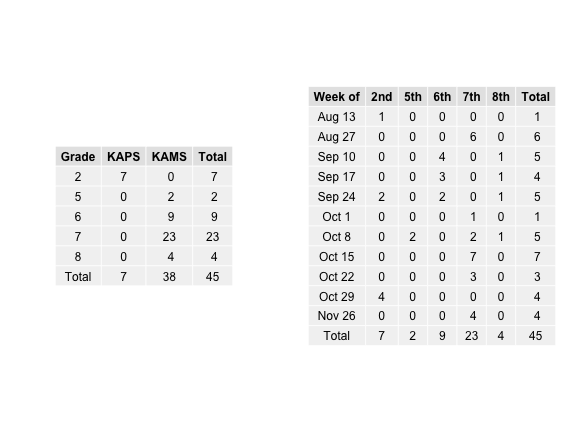 Grade KAPS KAMS Total
2 7 0 7
5 0 2 2
6 0 9 9
7 0 23 23
8 0 4 4
Total 7 38 45
Week of 2nd 5th 6th 7th 8th Total
Aug 13 1 0 0 0 0 1
Aug 27 0 0 0 6 0 6
Sep 10 0 0 4 0 1 5
Sep 17 0 0 3 0 1 4
Sep 24 2 0 2 0 1 5
Oct 1 0 0 0 1 0 1
Oct 8 0 2 0 2 1 5
Oct 15 0 0 0 7 0 7
Oct 22 0 0 0 3 0 3
Oct 29 4 0 0 0 0 4
Nov 26 0 0 0 4 0 4
Total 7 2 9 23 4 45